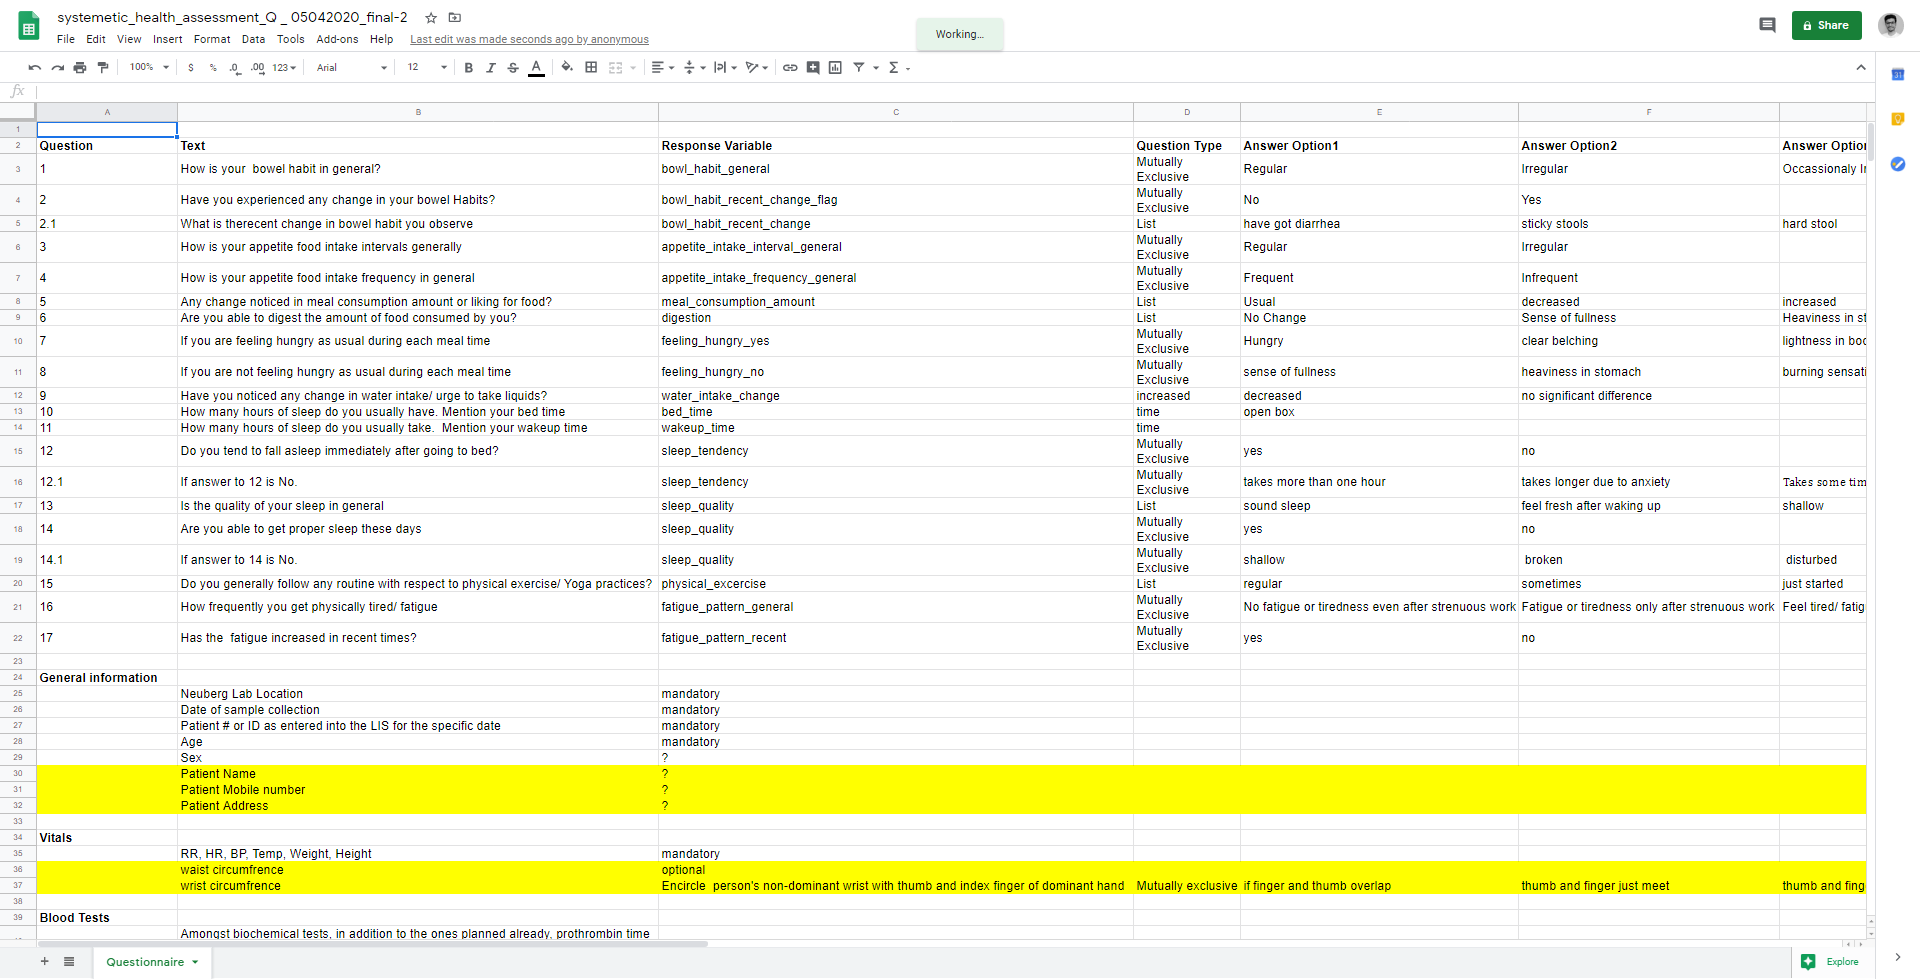 systemetic_health_assessment_Q _ 05042020_final-2
Working...
Share
File Edit View Insert Format Data Tools Add-ons Help Last edit was made seconds ago by anonymous
100% $ % .0 .00 123 Arial 12 B I S A Σ
fx
A B C D E F
1
2 Question Text Response Variable Question Type Answer Option1 Answer Option2 Answer Optio
3 1 How is your  bowel habit in general? bowl_habit_general Mutually Exclusive Regular Irregular Occassionaly
4 2 Have you experienced any change in your bowel Habits? bowl_habit_recent_change_flag Mutually Exclusive No Yes
5 2.1 What is therecent change in bowel habit you observe bowl_habit_recent_change List have got diarrhea sticky stools hard stool
6 3 How is your appetite food intake intervals generally appetite_intake_interval_general Mutually Exclusive Regular Irregular
7 4 How is your appetite food intake frequency in general appetite_intake_frequency_general Mutually Exclusive Frequent Infrequent
8 5 Any change noticed in meal consumption amount or liking for food? meal_consumption_amount List Usual decreased increased
9 6 Are you able to digest the amount of food consumed by you? digestion List No Change Sense of fullness Heaviness in st
10 7 If you are feeling hungry as usual during each meal time feeling_hungry_yes Mutually Exclusive Hungry clear belching lightness in boo
11 8 If you are not feeling hungry as usual during each meal time feeling_hungry_no Mutually Exclusive sense of fullness heaviness in stomach burning sensati
12 9 Have you noticed any change in water intake/ urge to take liquids? water_intake_change increased decreased no significant difference
13 10 How many hours of sleep do you usually have. Mention your bed time bed_time time open box
14 11 How many hours of sleep do you usually take.  Mention your wakeup time wakeup_time time
15 12 Do you tend to fall asleep immediately after going to bed? sleep_tendency Mutually Exclusive yes no
16 12.1 If answer to 12 is No. sleep_tendency Mutually Exclusive takes more than one hour takes longer due to anxiety Takes some tim
17 13 Is the quality of your sleep in general sleep_quality List sound sleep feel fresh after waking up shallow
18 14 Are you able to get proper sleep these days sleep_quality Mutually Exclusive yes no
19 14.1 If answer to 14 is No. sleep_quality Mutually Exclusive shallow broken disturbed
20 15 Do you generally follow any routine with respect to physical exercise/ Yoga practices? physical_excercise List regular sometimes just started
21 16 How frequently you get physically tired/ fatigue fatigue_pattern_general Mutually Exclusive No fatigue or tiredness even after strenuous work Fatigue or tiredness only after strenuous work Feel tired/ fatig
22 17 Has the  fatigue increased in recent times? fatigue_pattern_recent Mutually Exclusive yes no
23
24 General information
25 Neuberg Lab Location mandatory
26 Date of sample collection mandatory
27 Patient # or ID as entered into the LIS for the specific date mandatory
28 Age mandatory
29 Sex ?
30 Patient Name ?
31 Patient Mobile number ?
32 Patient Address ?
33
34 Vitals
35 RR, HR, BP, Temp, Weight, Height mandatory
36 waist circumfrence optional
37 wrist circumfrence Encircle  person's non-dominant wrist with thumb and index finger of dominant hand Mutually exclusive if finger and thumb overlap thumb and finger just meet thumb and fing
38
39 Blood Tests
Amongst biochemical tests, in addition to the ones planned already, prothrombin time
Questionnaire
Explore